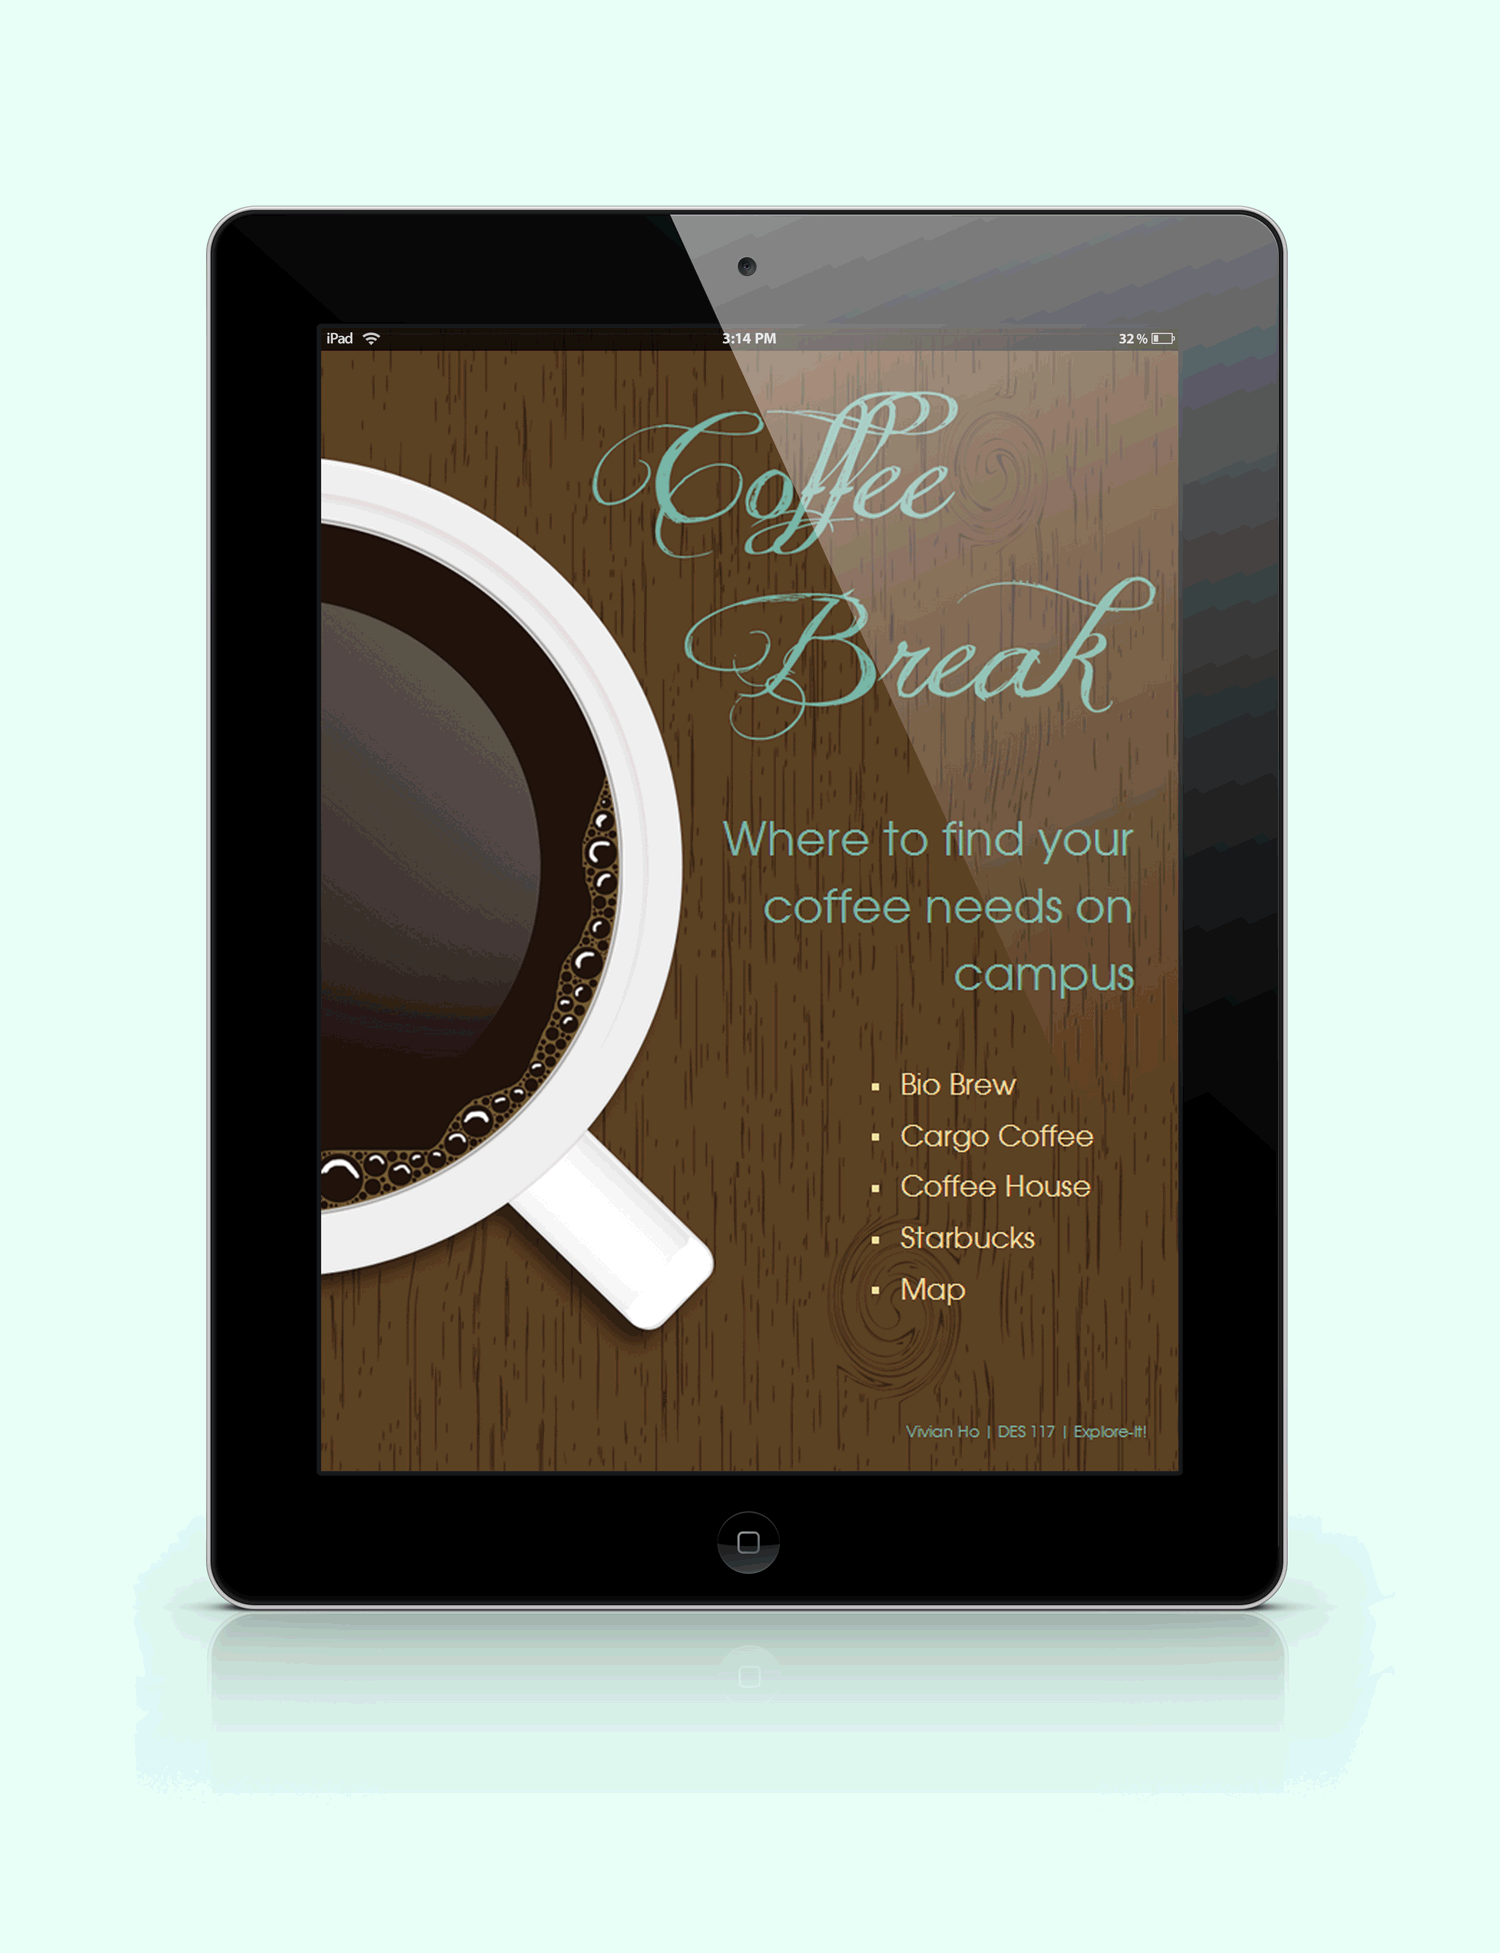 iPad 3:14 PM 32%
Coffee
Break
Where to find your
coffee needs on
campus
▪ Bio Brew
▪ Cargo Coffee
▪ Coffee House
▪ Starbucks
▪ Map
Vivian Ho | DES 117 | Explore-It!